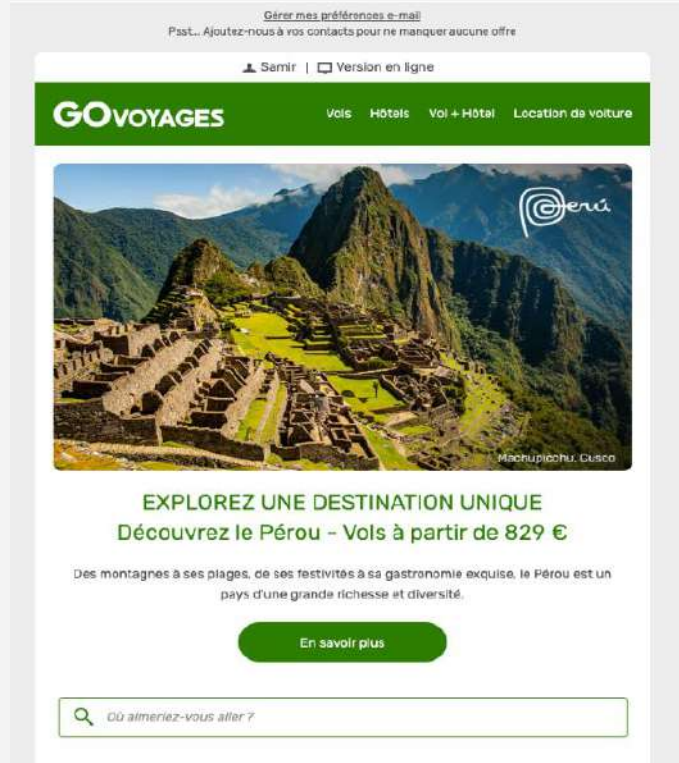 Gérer mes préférences e-mail
Psst... Ajoutez-nous à vos contacts pour ne manquer aucune offre
Samir | Version en ligne
GOVOYAGES
Vols Hôtels Vol + Hôtel Location de voiture
Perú
Machupicchu, Cusco
EXPLOREZ UNE DESTINATION UNIQUE
Découvrez le Pérou - Vols à partir de 829 €
Des montagnes à ses plages, de ses festivités à sa gastronomie exquise, le Pérou est un
pays d'une grande richesse et diversité.
En savoir plus
Où aimeriez-vous aller ?